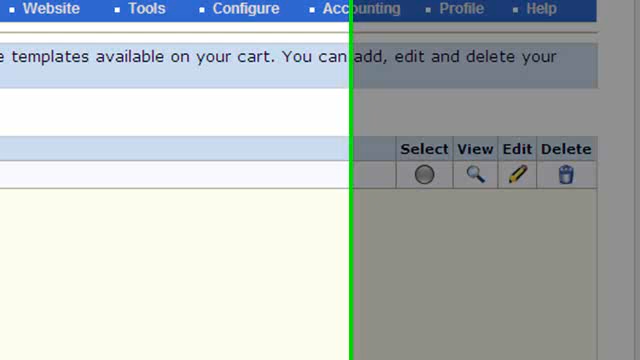 Website Tools Configure Accounting Profile Help
e templates available on your cart. You can add, edit and delete your
Select View Edit Delete